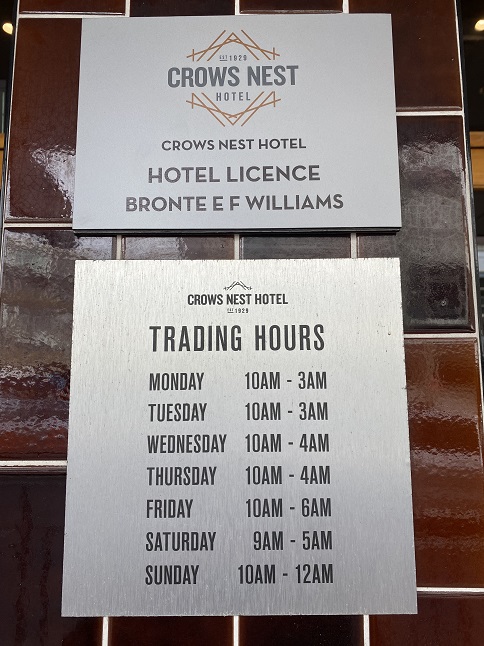 EST 1929
CROWS NEST
HOTEL
CROWS NEST HOTEL
HOTEL LICENCE
BRONTE E F WILLIAMS
CROWS NEST HOTEL
EST 1929
TRADING HOURS
MONDAY 10AM - 3AM
TUESDAY 10AM - 3AM
WEDNESDAY 10AM - 4AM
THURSDAY 10AM - 4AM
FRIDAY 10AM - 6AM
SATURDAY 9AM - 5AM
SUNDAY 10AM - 12AM